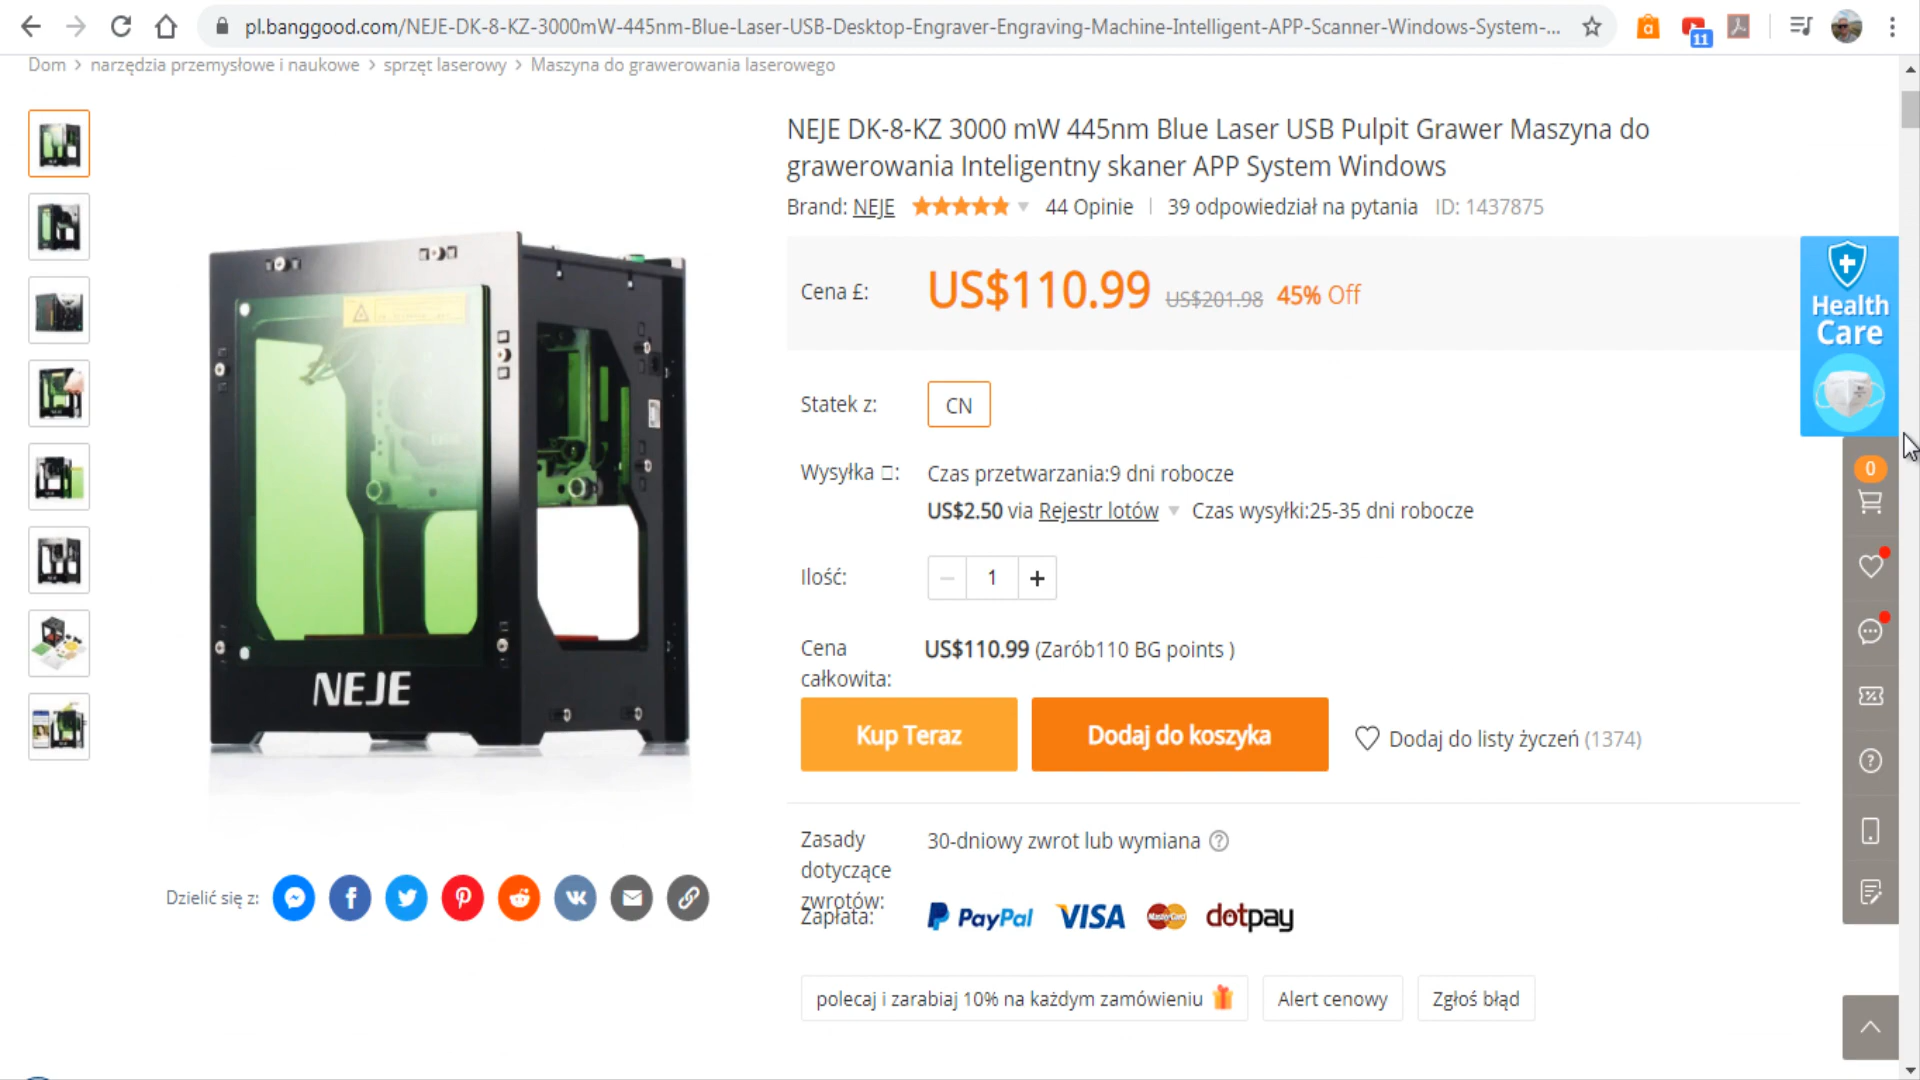 pl.banggood.com/NEJE-DK-8-KZ-3000mW-445nm-Blue-Laser-USB-Desktop-Engraver-Engraving-Machine-Intelligent-APP-Scanner-Windows-System-...
11
Dom > narzędzia przemysłowe i naukowe > sprzęt laserowy > Maszyna do grawerowania laserowego
NEJE DK-8-KZ 3000 mW 445nm Blue Laser USB Pulpit Grawer Maszyna do
grawerowania Inteligentny skaner APP System Windows
Brand: NEJE 44 Opinie 39 odpowiedział na pytania ID: 1437875
Cena £: US$110.99 US$201.98 45% Off
Health
Care
Statek z: CN
0
Wysyłka □: Czas przetwarzania:9 dni robocze
US$2.50 via Rejestr lotów Czas wysyłki:25-35 dni robocze
Ilość: − 1 +
Cena
całkowita:
US$110.99 (Zarób110 BG points )
NEJE
Kup Teraz Dodaj do koszyka Dodaj do listy życzeń (1374)
Zasady
dotyczące
zwrotów:
30-dniowy zwrot lub wymiana
Dzielić się z:
Zapłata: PayPal VISA MasterCard dotpay
polecaj i zarabiaj 10% na każdym zamówieniu Alert cenowy Zgłoś błąd